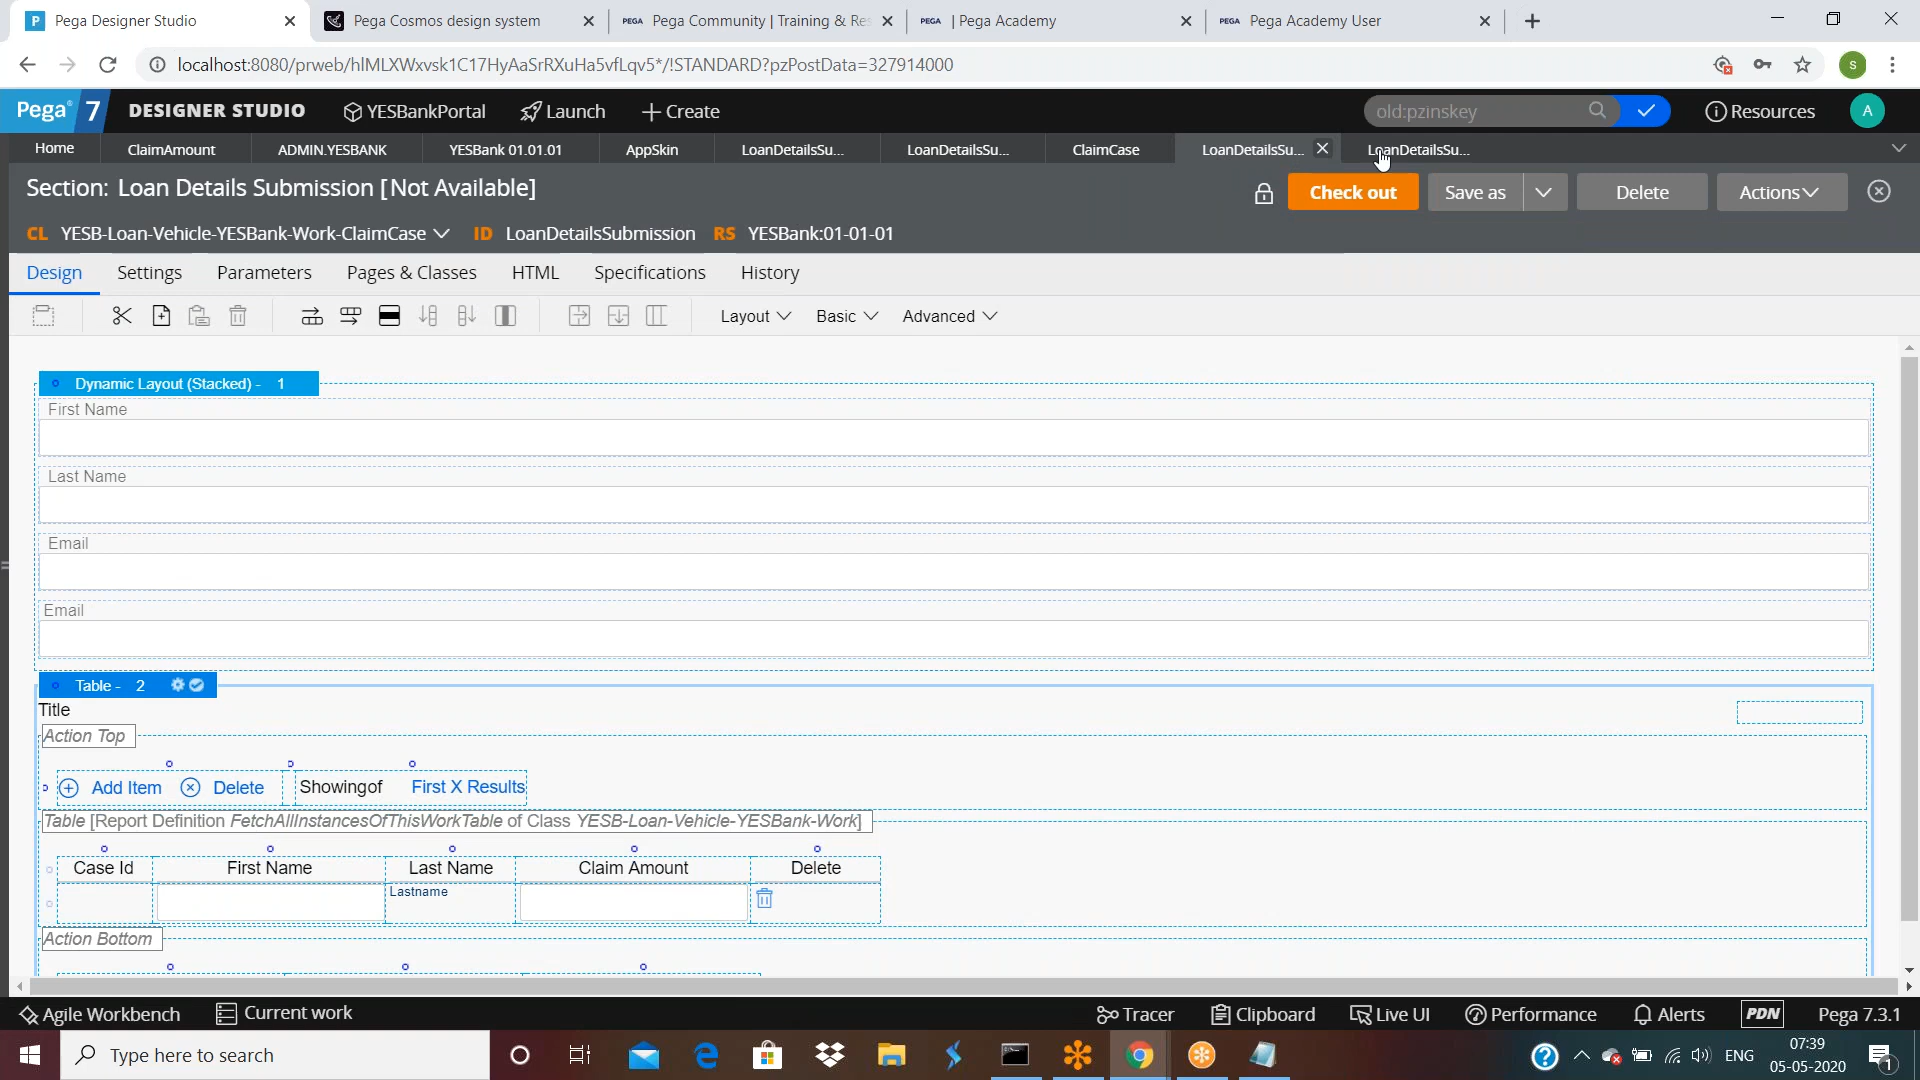 Pega Designer Studio
Pega Cosmos design system
PEGA Pega Community | Training & Res
PEGA | Pega Academy
PEGA Pega Academy User
localhost:8080/prweb/hIMLXWxvsk1C17HyAaSrRXuHa5vfLqv5*/!STANDARD?pzPostData=327914000
s
Pega 7
DESIGNER STUDIO
YESBankPortal
Launch
Create
old:pzinskey
Resources
A
Home
ClaimAmount
ADMIN.YESBANK
YESBank 01.01.01
AppSkin
LoanDetailsSu...
LoanDetailsSu...
ClaimCase
LoanDetailsSu...
LoanDetailsSu...
Section: Loan Details Submission [Not Available]
Check out
Save as
Delete
Actions
CL YESB-Loan-Vehicle-YESBank-Work-ClaimCase ID LoanDetailsSubmission RS YESBank:01-01-01
Design
Settings
Parameters
Pages & Classes
HTML
Specifications
History
Layout
Basic
Advanced
Dynamic Layout (Stacked) - 1
First Name
Last Name
Email
Email
Table - 2
Title
Action Top
Add Item
Delete
Showingof
First X Results
Table [Report Definition FetchAllInstancesOfThisWorkTable of Class YESB-Loan-Vehicle-YESBank-Work]
Case Id
First Name
Last Name
Claim Amount
Delete
Lastname
Action Bottom
Agile Workbench
Current work
Tracer
Clipboard
Live UI
Performance
Alerts
PDN
Pega 7.3.1
Type here to search
ENG
07:39
05-05-2020
1